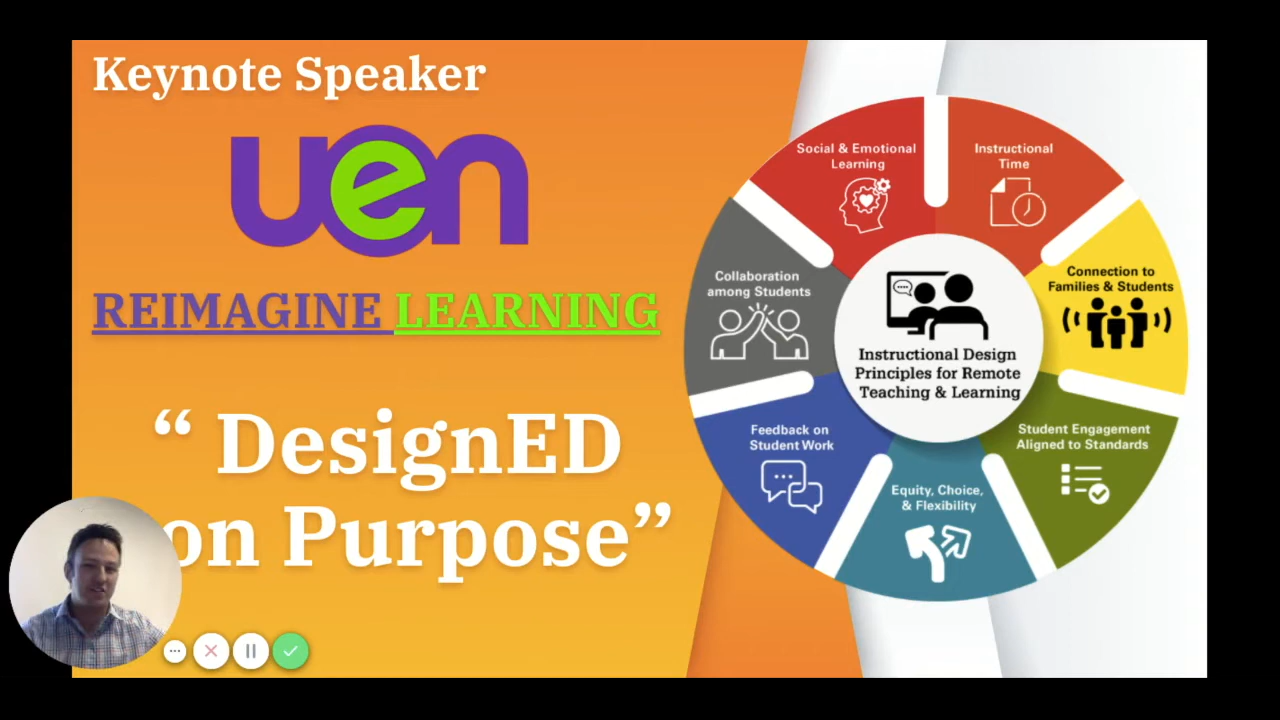 Keynote Speaker
uen
REIMAGINE LEARNING
“ DesignED
on Purpose”
Social & Emotional
Learning
Instructional
Time
Connection to
Families & Students
Student Engagement
Aligned to Standards
Equity, Choice,
& Flexibility
Feedback on
Student Work
Collaboration
among Students
Instructional Design
Principles for Remote
Teaching & Learning